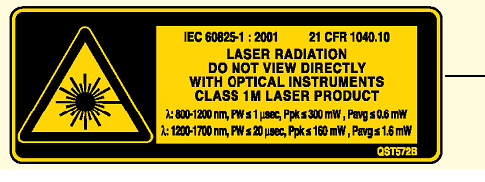 IEC 60825-1 : 2001 21 CFR 1040.10
LASER RADIATION
DO NOT VIEW DIRECTLY
WITH OPTICAL INSTRUMENTS
CLASS 1M LASER PRODUCT
λ: 800-1200 nm, PW ≤ 1 μsec, Ppk ≤ 300 mW , Pavg ≤ 0.6 mW
λ: 1200-1700 nm, PW ≤ 20 μsec, Ppk ≤ 160 mW , Pavg ≤ 1.6 mW
QST572B